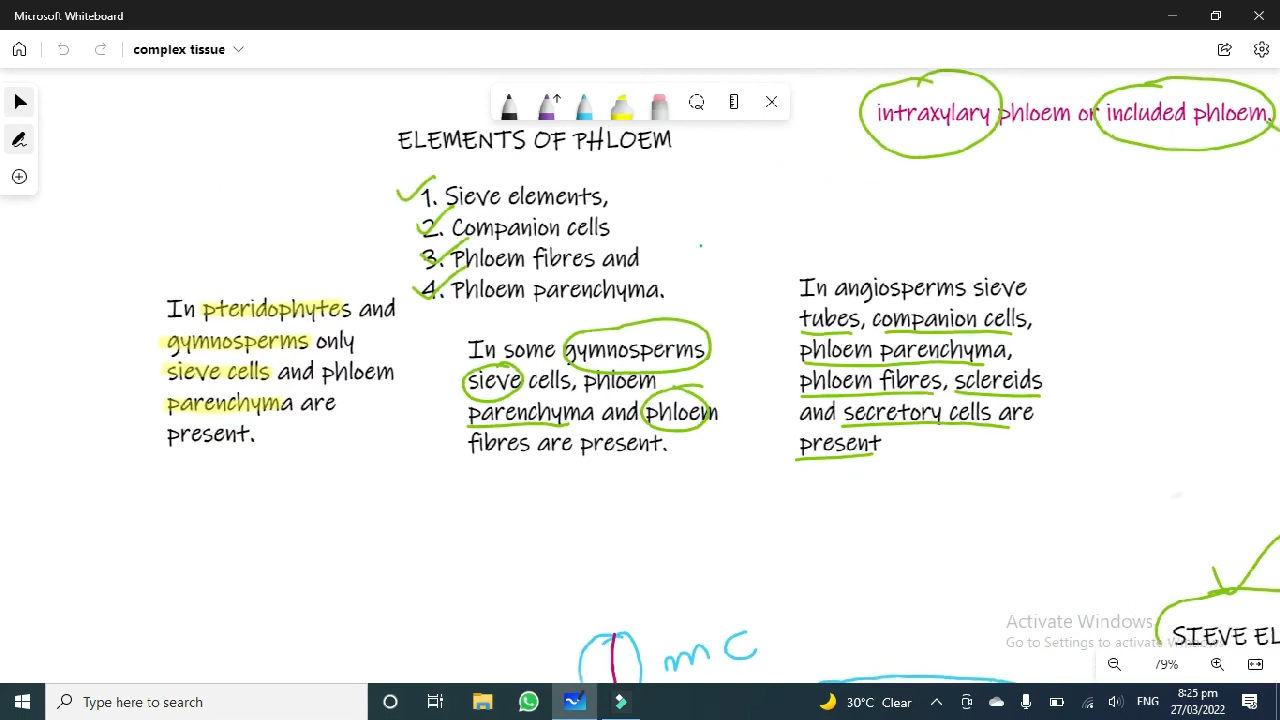 Microsoft Whiteboard
complex tissue
intraxylary phloem or included phloem.
ELEMENTS OF PHLOEM
1. Sieve elements,
2. Companion cells
3. Phloem fibres and
4. Phloem parenchyma.
In pteridophytes and
gymnosperms only
sieve cells and phloem
parenchyma are
present.
In some gymnosperms
sieve cells, phloem
parenchyma and phloem
fibres are present.
In angiosperms sieve
tubes, companion cells,
phloem parenchyma,
phloem fibres, sclereids
and secretory cells are
present
m C
Activate Windows
Go to Settings to activate Windows.
SIEVE EL
79%
Type here to search
30°C Clear
ENG
8:25 pm
27/03/2022